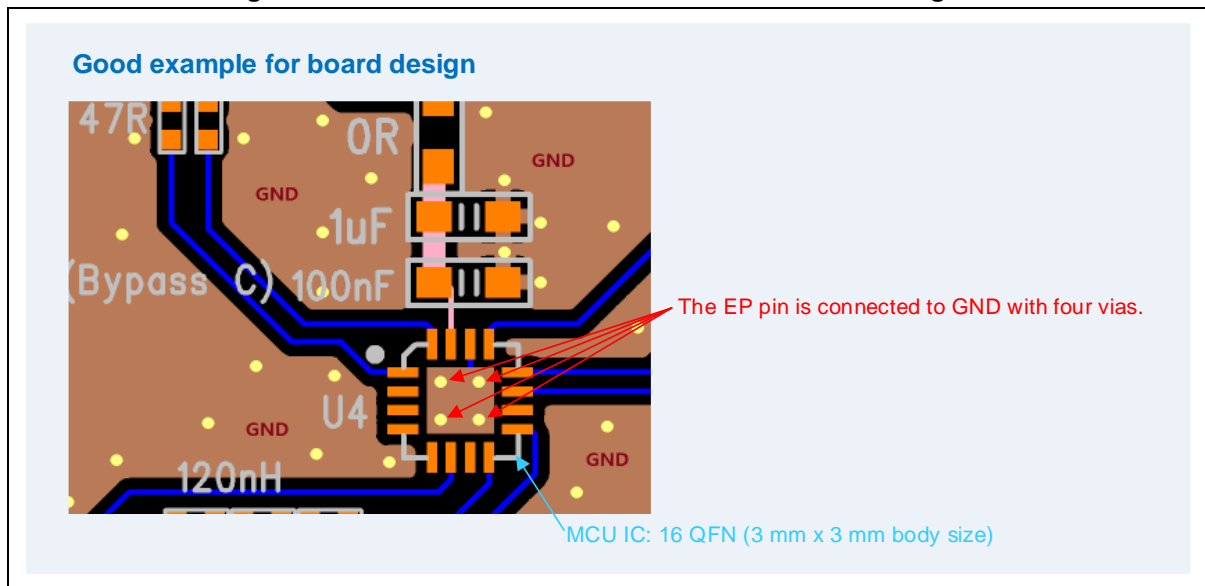 Good example for board design
47R
0R
GND
GND
1uF
(Bypass C) 100nF
The EP pin is connected to GND with four vias.
U4
GND
GND
120nH
MCU IC: 16 QFN (3 mm x 3 mm body size)